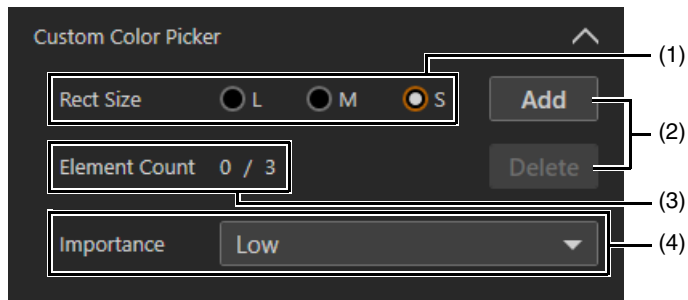 Custom Color Picker
(1)
Rect Size L M S Add
(2)
Element Count 0 / 3 Delete
(3)
Importance Low (4)